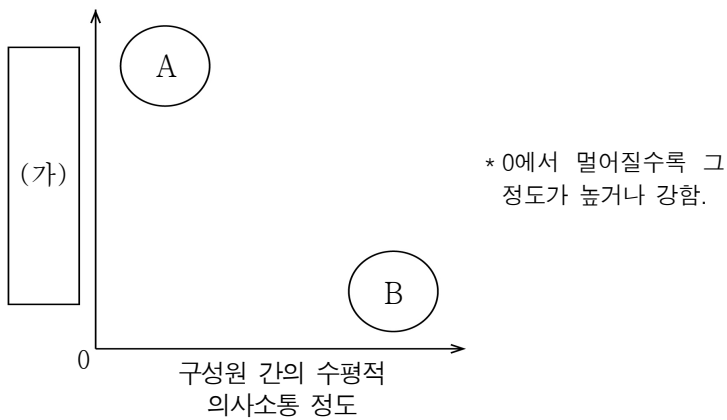 A
(가)
* 0에서 멀어질수록 그
정도가 높거나 강함.
B
0
구성원 간의 수평적
의사소통 정도